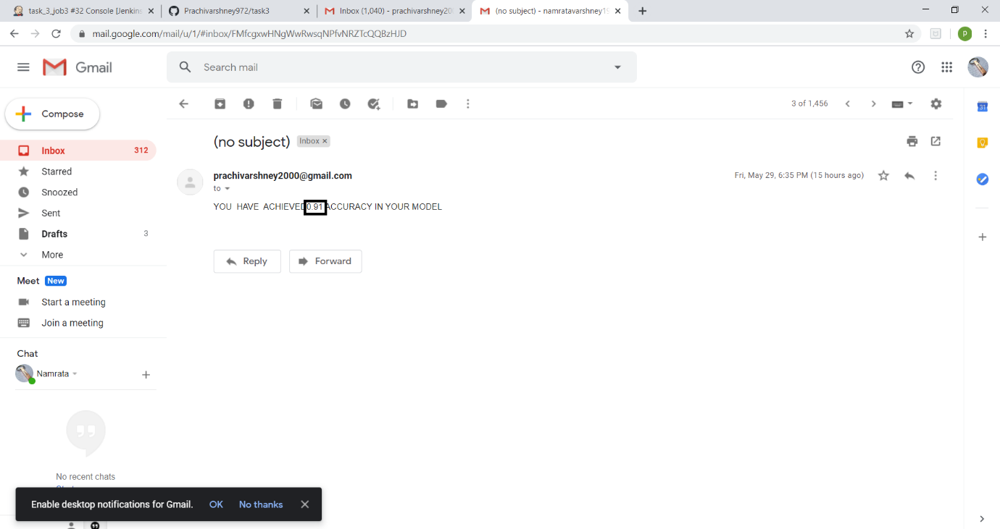 task_3_job3 #32 Console [Jenkins
Prachivarshney972/task3
Inbox (1,040) - prachivarshney20
(no subject) - namratavarshney19
mail.google.com/mail/u/1/#inbox/FMfcgxwHNgWwRwsqNPfvNRZTcQQBzHJD
p
Gmail
Search mail
Compose
3 of 1,456
31
(no subject)
Inbox ×
Inbox 312
Starred
Snoozed
Sent
Drafts 3
More
prachivarshney2000@gmail.com
Fri, May 29, 6:35 PM (15 hours ago)
to
YOU HAVE ACHIEVED 0.91 ACCURACY IN YOUR MODEL
Reply
Forward
Meet New
Start a meeting
Join a meeting
Chat
Namrata
No recent chats
Enable desktop notifications for Gmail. OK No thanks